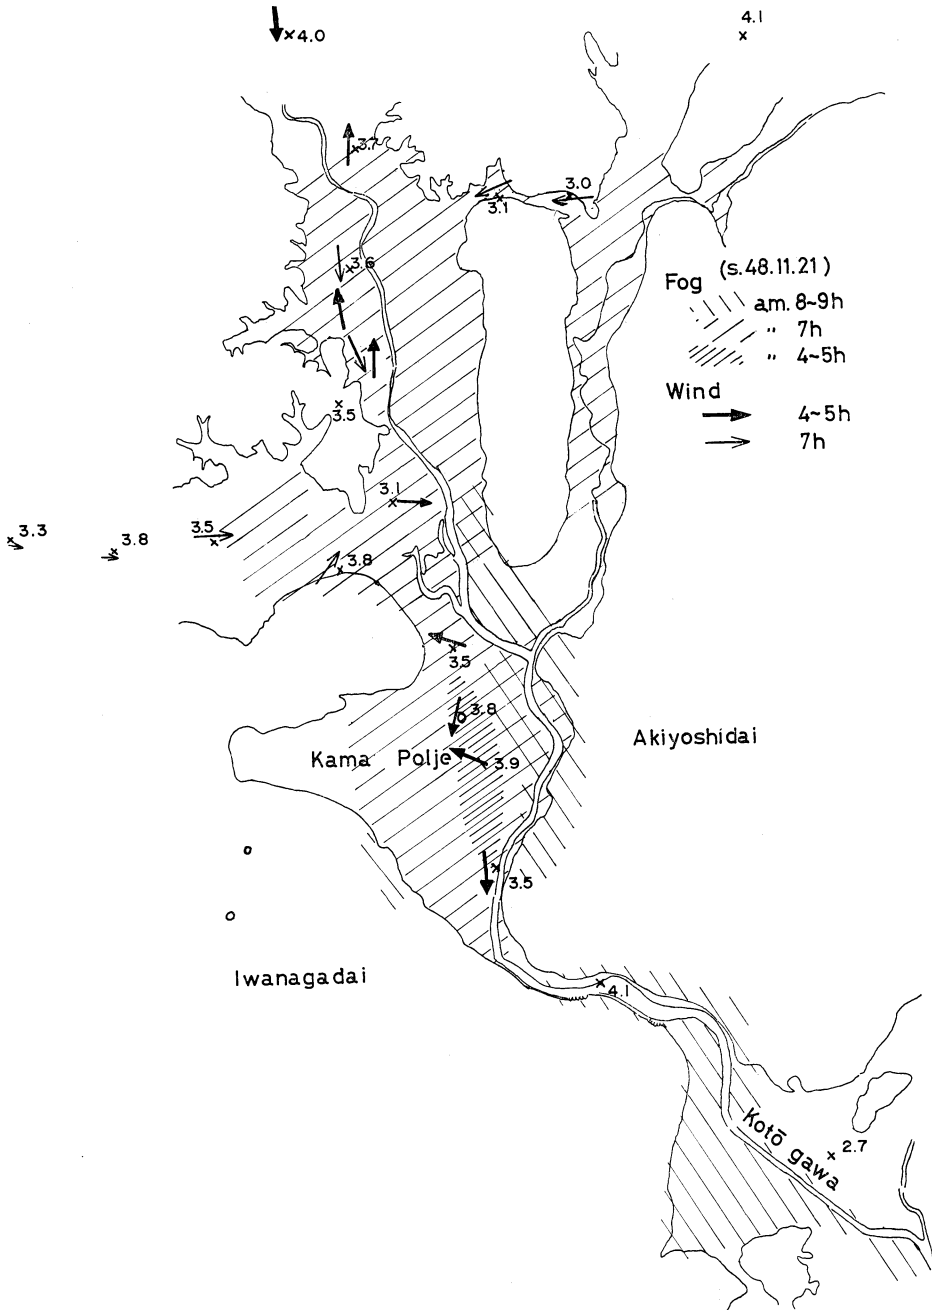 4.0
4.1
3.7
3.0
3.1
3.6
(s.48.11.21)
Fog
a.m. 8~9h
" 7h
" 4~5h
Wind
4~5h
7h
3.5
3.1
3.3
3.8
3.5
3.8
3.5
3.8
Akiyoshidai
Kama Polje
3.9
3.5
Iwanagadai
4.1
Kotō gawa
2.7